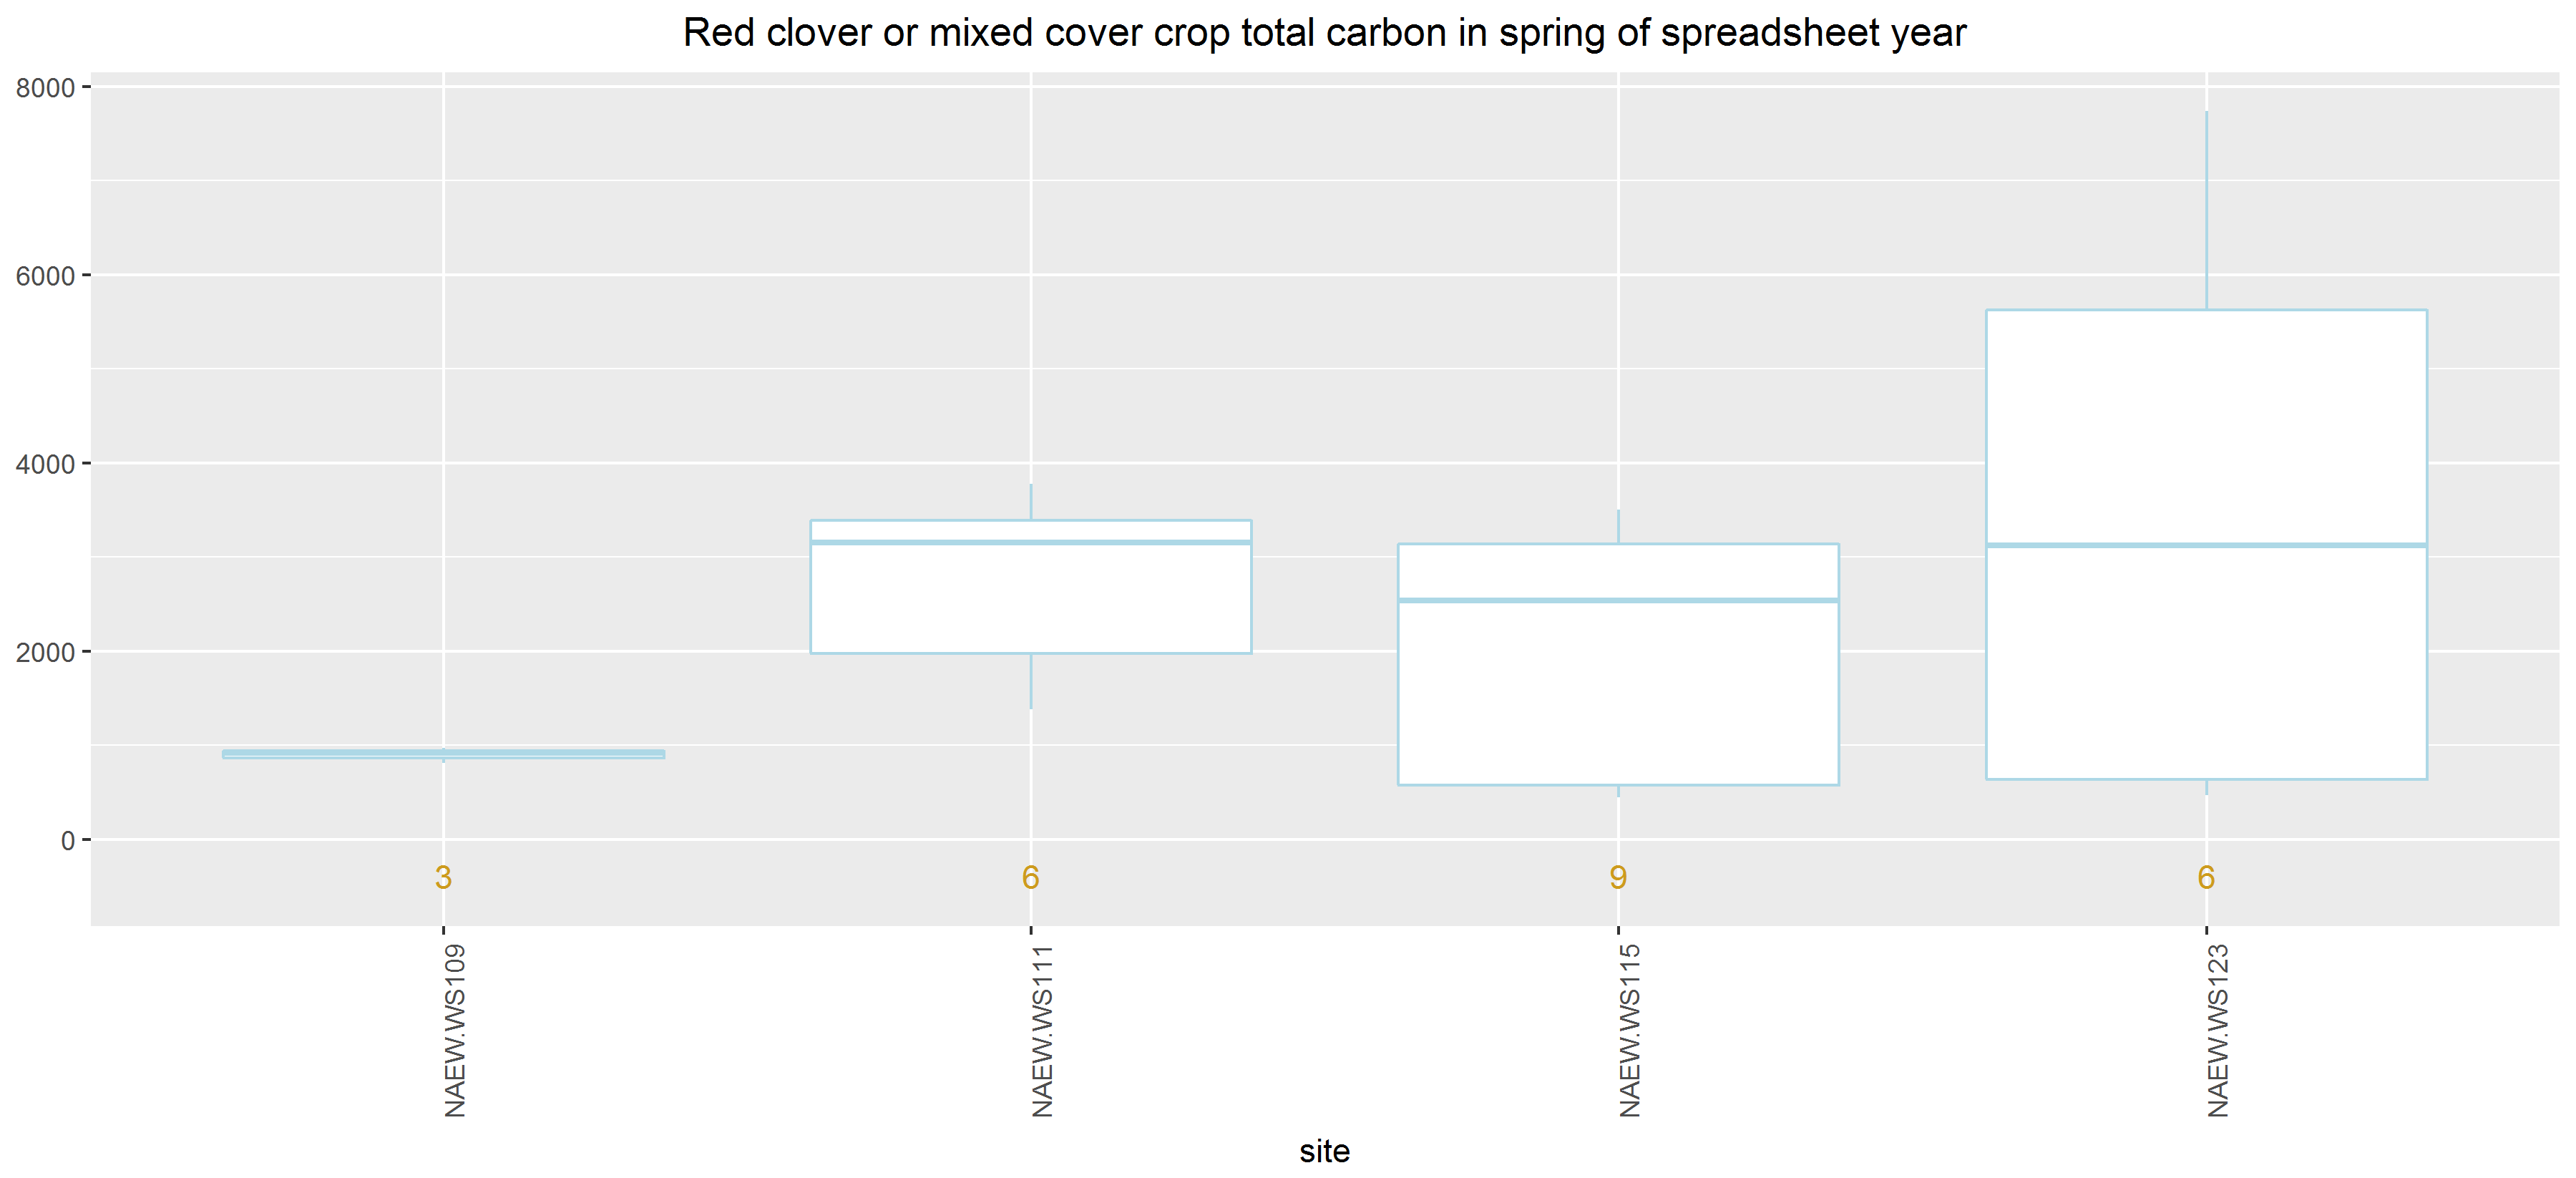 Red clover or mixed cover crop total carbon in spring of spreadsheet year
8000
6000
4000
2000
0
3 6 9 6
NAEW.WS109 NAEW.WS111 NAEW.WS115 NAEW.WS123
site